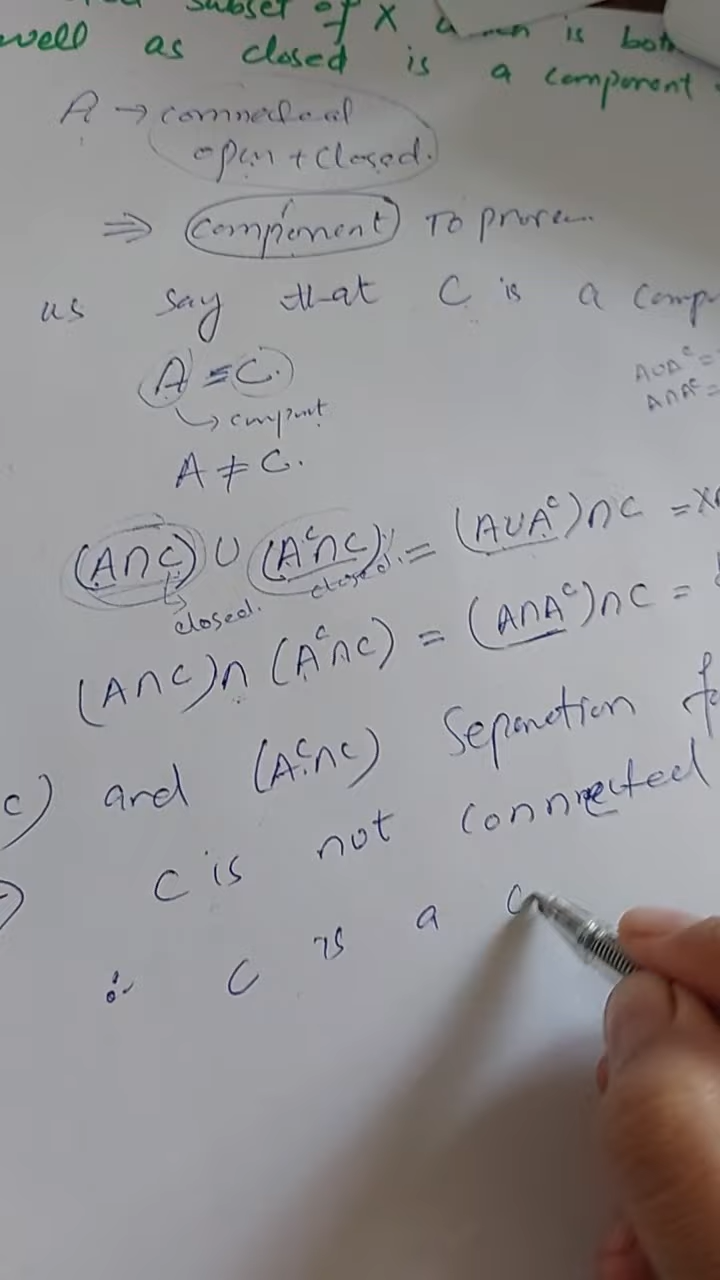 subset of X is both
well as closed is a component
A → connected
open + closed.
⇒ component To prove
us say that C is a comp
A = C.
↳ component
A ≠ C.
A∪A^c =
A∩A^c =
(A∩C) ∪ (A^c∩C) = (A∪A^c)∩C = X∩
closed. closed.
(A∩C)∩(A^c∩C) = (A∩A^c)∩C =
C) and (A^c∩C) Separation f
C is not connected
∴ C is a C